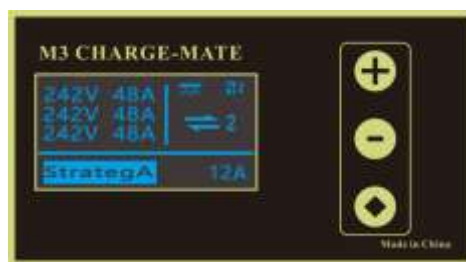 M3 CHARGE-MATE
242V 48A
242V 48A 2
242V 48A
StrategA 12A
Made in China